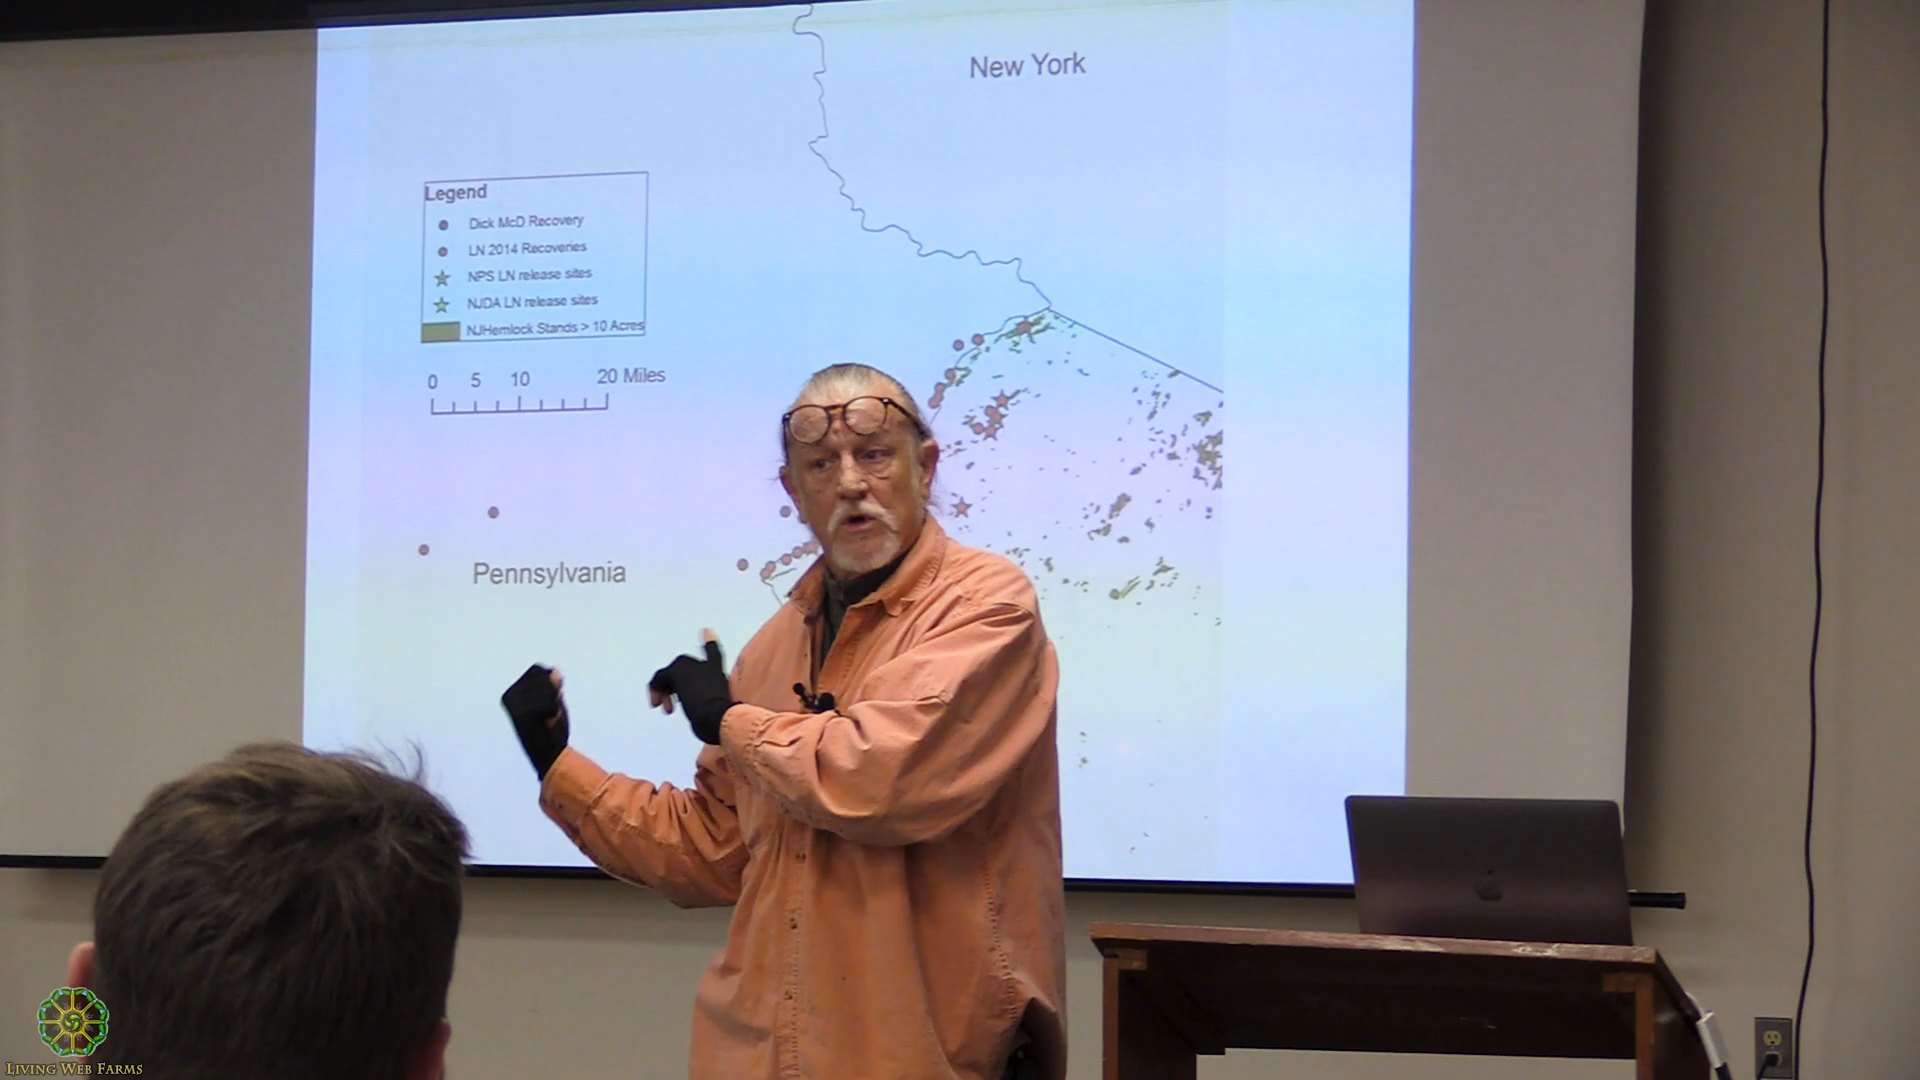 New York
Legend
Dick McD Recovery
LN 2014 Recoveries
NPS LN release sites
NJDA LN release sites
NJHemlock Stands > 10 Acres
0 5 10 20 Miles
Pennsylvania
LIVING WEB FARMS